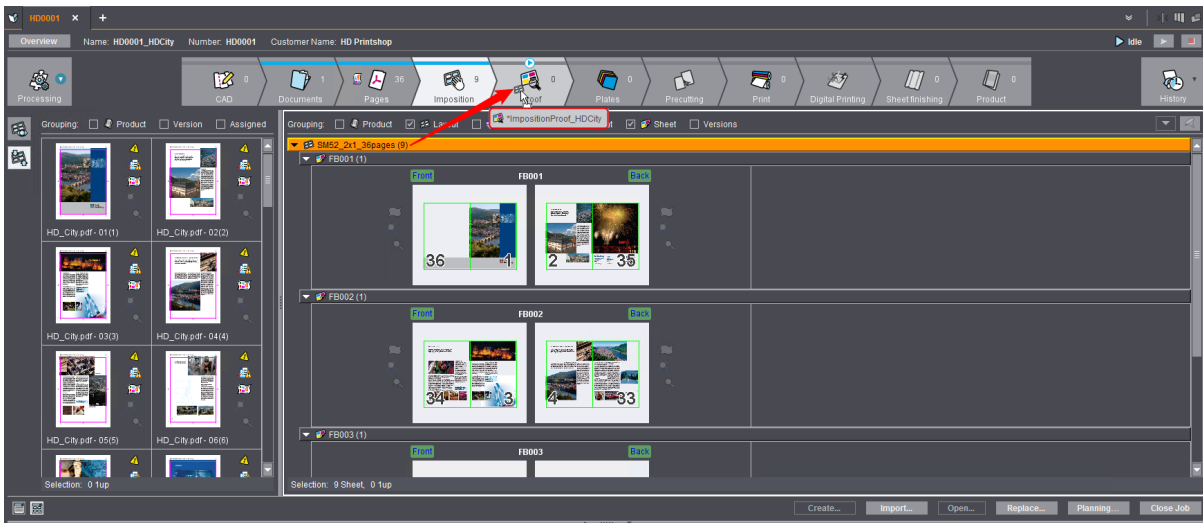 HD0001
Overview Name: HD0001_HDCity Number: HD0001 Customer Name: HD Printshop Idle
0 1 36 9 0 0 0 0 0
Processing CAD Documents Pages Imposition Proof Plates Precutting Print Digital Printing Sheet finishing Product History
*ImpositionProof_HDCity
Grouping: Product Version Assigned
HD_City.pdf - 01(1) HD_City.pdf - 02(2)
HD_City.pdf - 03(3) HD_City.pdf - 04(4)
HD_City.pdf - 05(5) HD_City.pdf - 06(6)
Selection: 0 1up
Grouping: Product Sheet Versions
SM52_2x1_36pages (9)
FB001 (1)
Front FB001 Back
36 1 2 35
FB002 (1)
Front FB002 Back
34 3 4 33
FB003 (1)
Front FB003 Back
Selection: 9 Sheet, 0 1up
Create... Import... Open... Replace... Planning... Close Job